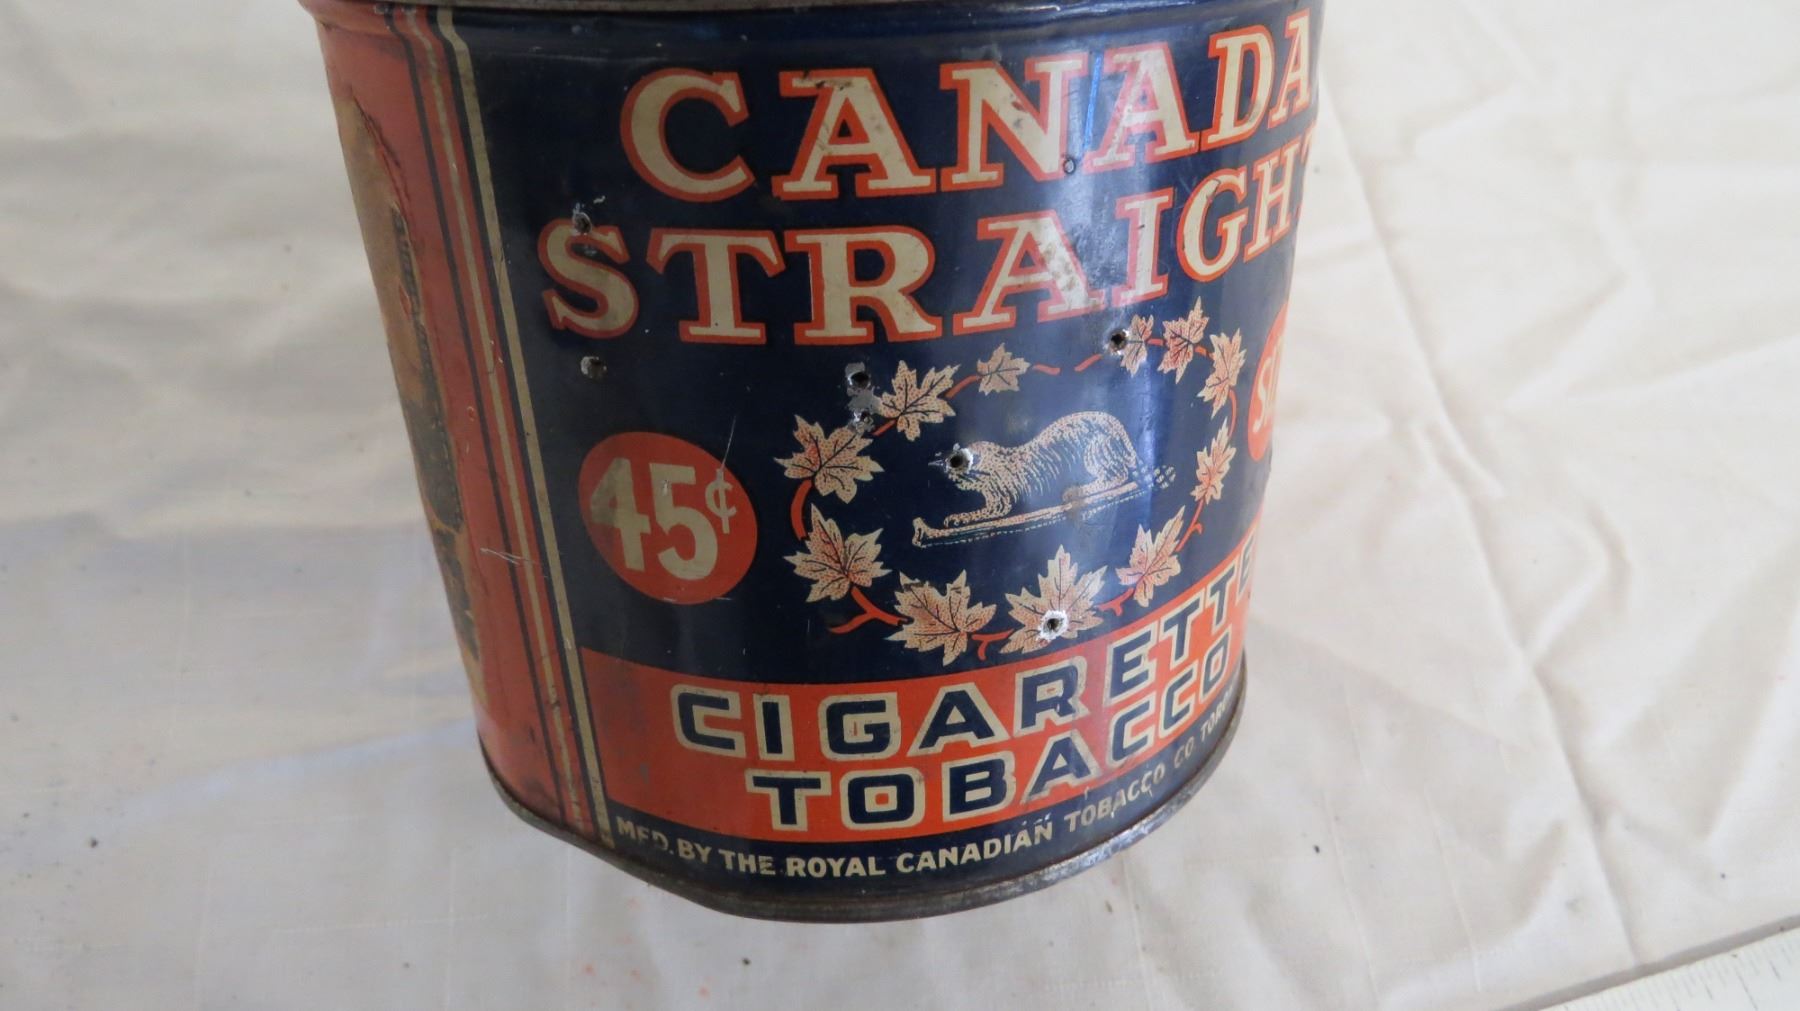 CANADA
STRAIGHT
45¢
CIGARETTE
TOBACCO
MFD. BY THE ROYAL CANADIAN TOBACCO CO